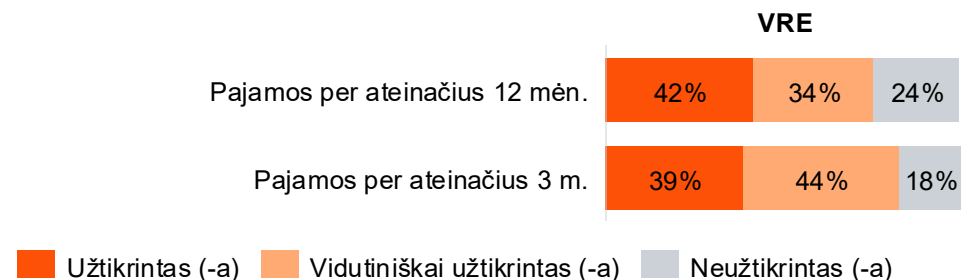 VRE
Pajamos per ateinačius 12 mėn. 42% 34% 24%
Pajamos per ateinačius 3 m. 39% 44% 18%
Užtikrintas (-a) Vidutiniškai užtikrintas (-a) Neužtikrintas (-a)